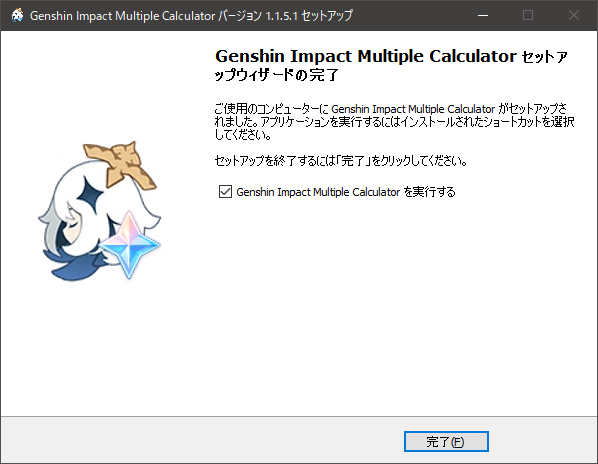 Genshin Impact Multiple Calculator バージョン 1.1.5.1 セットアップ
Genshin Impact Multiple Calculator セットア
ップウィザードの完了
ご使用のコンピューターに Genshin Impact Multiple Calculator がセットアップさ
れました。アプリケーションを実行するにはインストールされたショートカットを選択
してください。
セットアップを終了するには「完了」をクリックしてください。
Genshin Impact Multiple Calculator を実行する
完了(F)